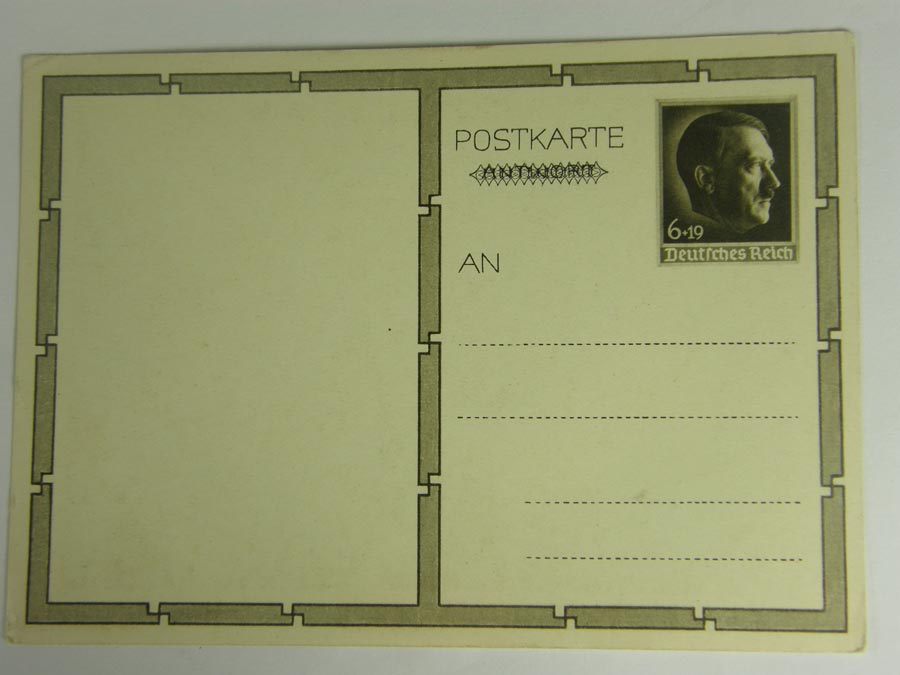 POSTKARTE
ANTWORT
AN
6+19
Deutsches Reich